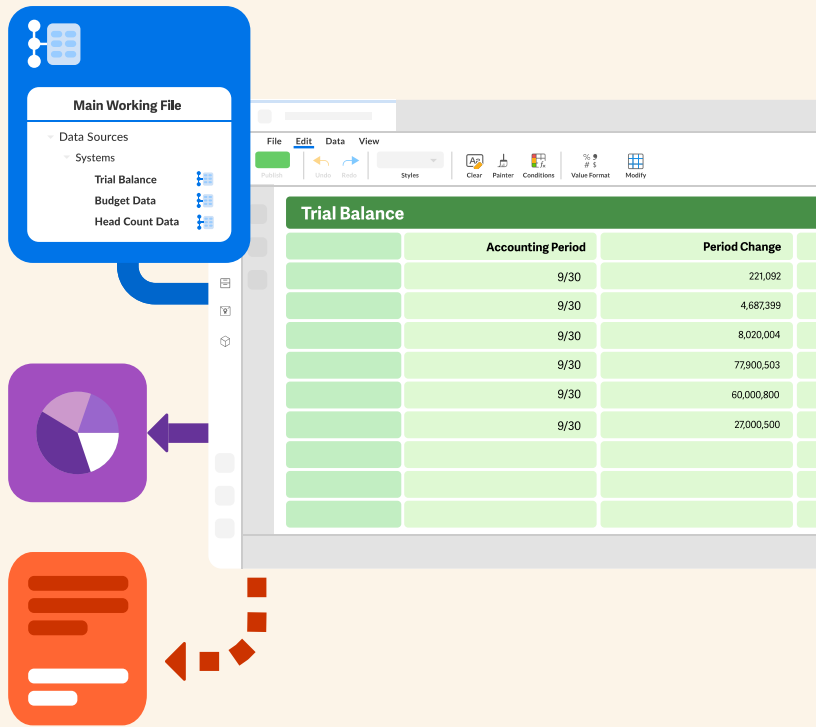 Main Working File
Data Sources
Systems
Trial Balance
Budget Data
Head Count Data
File Edit Data View
Publish Undo Redo Styles Clear Painter Conditions Value Format Modify
Trial Balance
Accounting Period Period Change
9/30 221,092
9/30 4,687,399
9/30 8,020,004
9/30 77,900,503
9/30 60,000,800
9/30 27,000,500